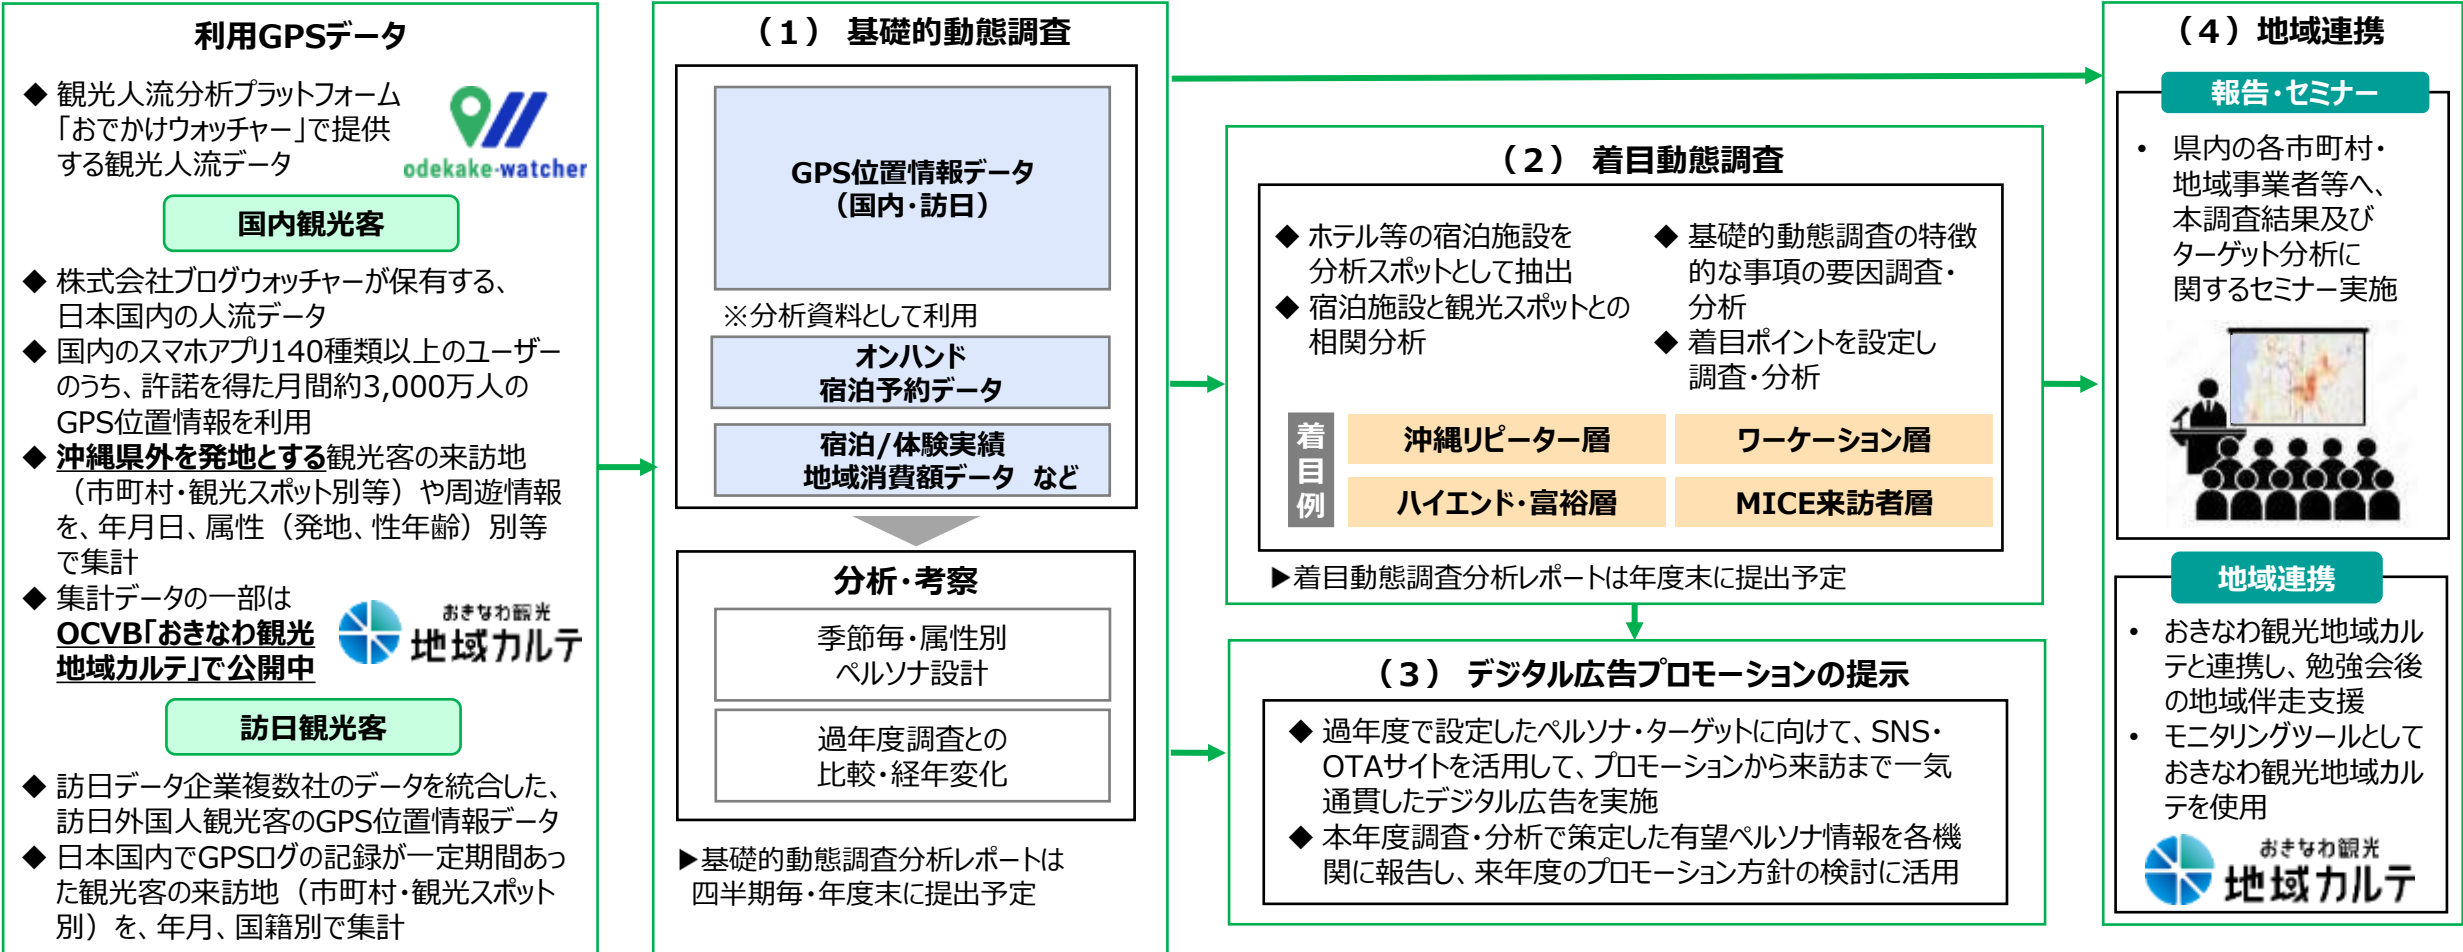 利用GPSデータ
◆ 観光人流分析プラットフォーム
「おでかけウォッチャー」で提供
する観光人流データ
odekake-watcher
国内観光客
◆ 株式会社ブログウォッチャーが保有する、
日本国内の人流データ
◆ 国内のスマホアプリ140種類以上のユーザー
のうち、許諾を得た月間約3,000万人の
GPS位置情報を利用
◆ 沖縄県外を発地とする観光客の来訪地
（市町村・観光スポット別等）や周遊情報
を、年月日、属性（発地、性年齢）別等
で集計
◆ 集計データの一部は
OCVB「おきなわ観光
地域カルテ」で公開中
おきなわ観光
地域カルテ
訪日観光客
◆ 訪日データ企業複数社のデータを統合した、
訪日外国人観光客のGPS位置情報データ
◆ 日本国内でGPSログの記録が一定期間あっ
た観光客の来訪地（市町村・観光スポット
別）を、年月、国籍別で集計
（1） 基礎的動態調査
GPS位置情報データ
（国内・訪日）
※分析資料として利用
オンハンド
宿泊予約データ
宿泊/体験実績
地域消費額データ など
分析・考察
季節毎・属性別
ペルソナ設計
過年度調査との
比較・経年変化
▶基礎的動態調査分析レポートは
四半期毎・年度末に提出予定
（2） 着目動態調査
◆ ホテル等の宿泊施設を
分析スポットとして抽出
◆ 宿泊施設と観光スポットとの
相関分析
◆ 基礎的動態調査の特徴
的な事項の要因調査・
分析
◆ 着目ポイントを設定し
調査・分析
着目例
沖縄リピーター層
ワーケーション層
ハイエンド・富裕層
MICE来訪者層
▶着目動態調査分析レポートは年度末に提出予定
（3） デジタル広告プロモーションの提示
◆ 過年度で設定したペルソナ・ターゲットに向けて、SNS・
OTAサイトを活用して、プロモーションから来訪まで一気
通貫したデジタル広告を実施
◆ 本年度調査・分析で策定した有望ペルソナ情報を各機
関に報告し、来年度のプロモーション方針の検討に活用
（4）地域連携
報告・セミナー
• 県内の各市町村・
地域事業者等へ、
本調査結果及び
ターゲット分析に
関するセミナー実施
地域連携
• おきなわ観光地域カル
テと連携し、勉強会後
の地域伴走支援
• モニタリングツールとして
おきなわ観光地域カル
テを使用
おきなわ観光
地域カルテ